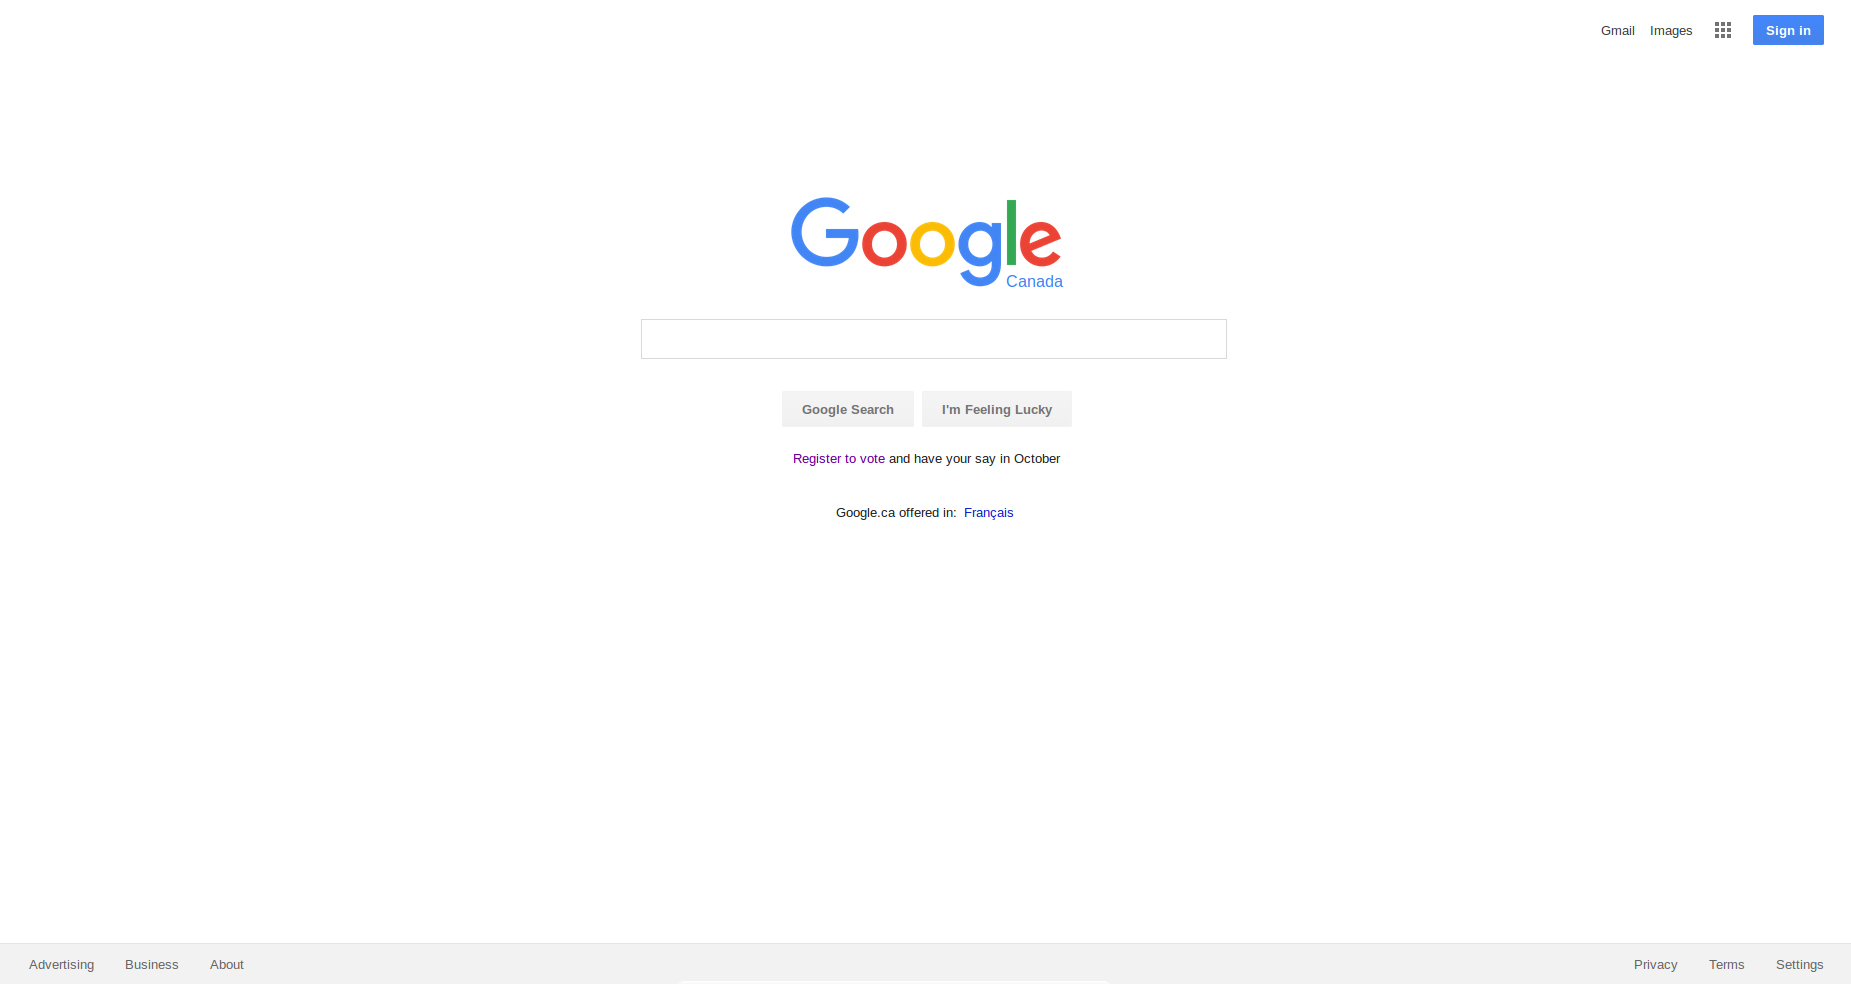 Gmail Images Sign in
Google
Canada
Google Search I'm Feeling Lucky
Register to vote and have your say in October
Google.ca offered in: Français
Advertising Business About Privacy Terms Settings